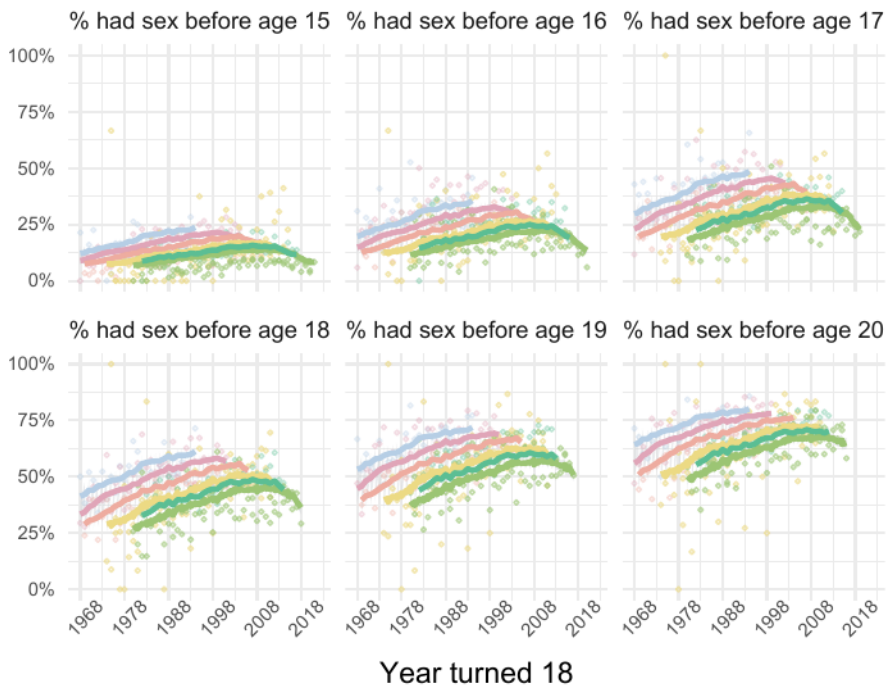 % had sex before age 15 % had sex before age 16 % had sex before age 17
100%
75%
50%
25%
0%
% had sex before age 18 % had sex before age 19 % had sex before age 20
100%
75%
50%
25%
0%
1968 1978 1988 1998 2008 2018 1968 1978 1988 1998 2008 2018 1968 1978 1988 1998 2008 2018
Year turned 18